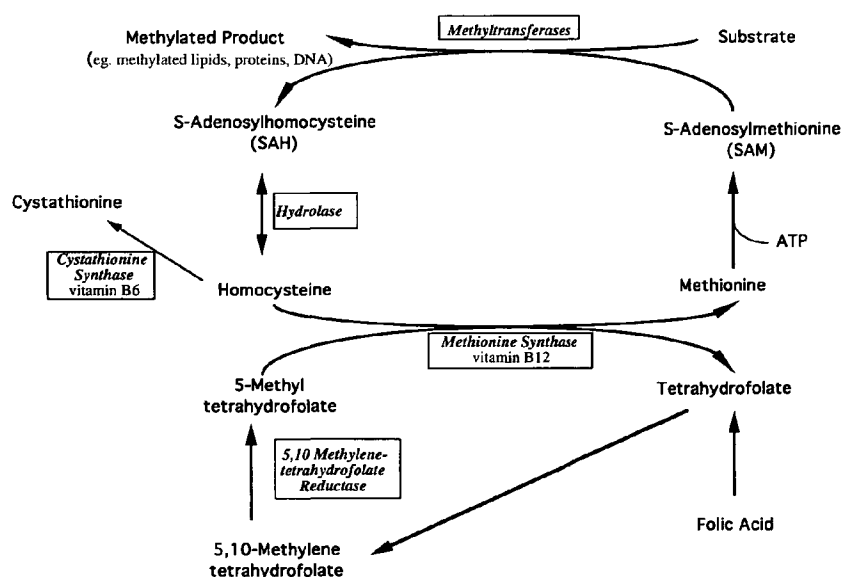 Methyltransferases
Methylated Product
(eg. methylated lipids, proteins, DNA)
Substrate
S-Adenosylhomocysteine
(SAH)
S-Adenosylmethionine
(SAM)
Cystathionine
Hydrolase
ATP
Cystathionine
Synthase
vitamin B6
Homocysteine
Methionine
Methionine Synthase
vitamin B12
5-Methyl
tetrahydrofolate
Tetrahydrofolate
5,10 Methylene-
tetrahydrofolate
Reductase
Folic Acid
5,10-Methylene
tetrahydrofolate